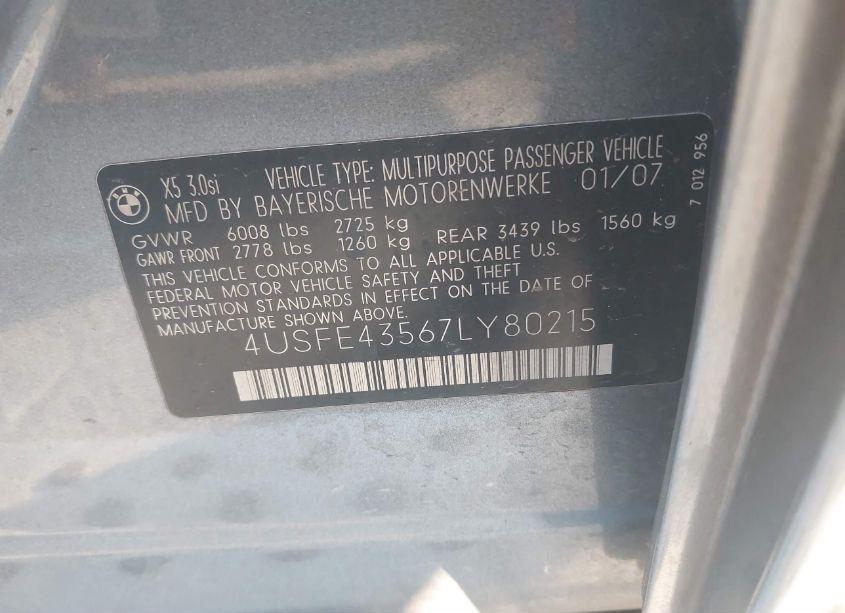 X5 3.0si VEHICLE TYPE: MULTIPURPOSE PASSENGER VEHICLE
MFD BY BAYERISCHE MOTORENWERKE 01/07
GVWR 6008 lbs 2725 kg
GAWR FRONT 2778 lbs 1260 kg REAR 3439 lbs 1560 kg
THIS VEHICLE CONFORMS TO ALL APPLICABLE U.S.
FEDERAL MOTOR VEHICLE SAFETY AND THEFT
PREVENTION STANDARDS IN EFFECT ON THE DATE OF
MANUFACTURE SHOWN ABOVE.
4USFE43567LY80215
7 012 956